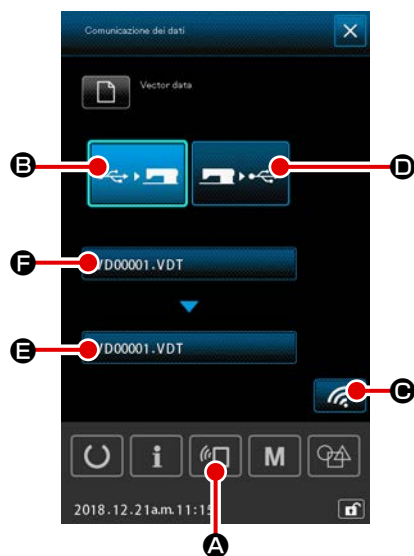 Comunicazione dei dati
Vector data
B
D
F
VD00001.VDT
E
VD00001.VDT
C
i
M
2018.12.21a.m.11:15
A